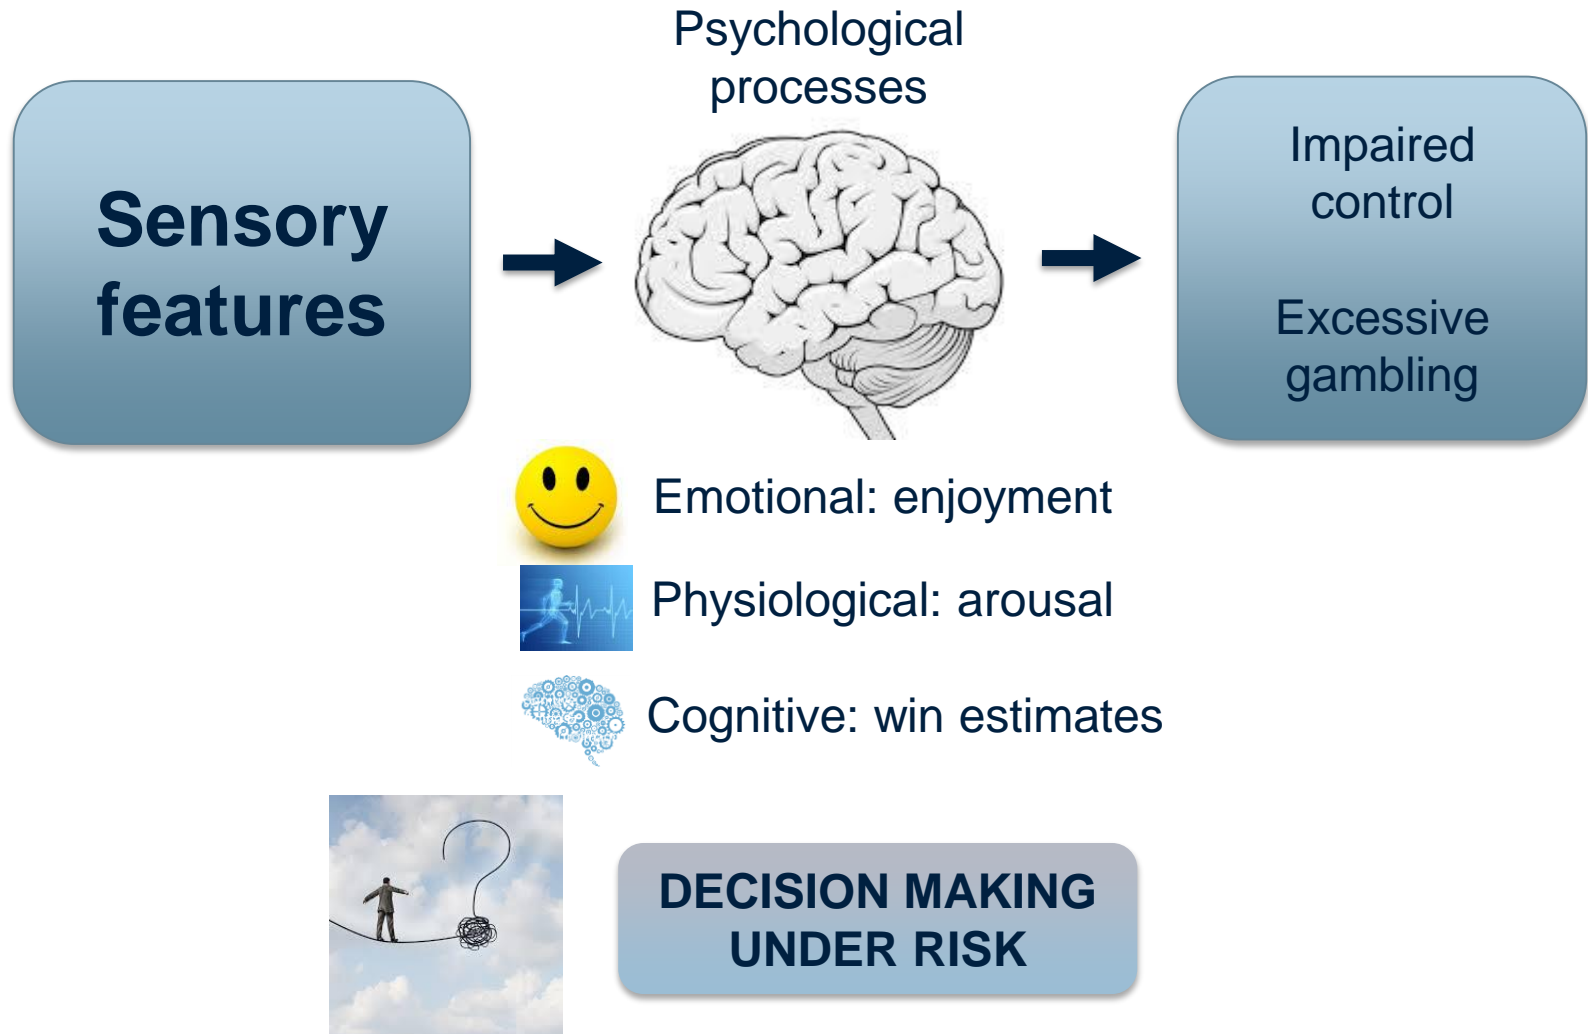 Psychological
processes
Sensory
features
Impaired
control
Excessive
gambling
Emotional: enjoyment
Physiological: arousal
Cognitive: win estimates
DECISION MAKING
UNDER RISK